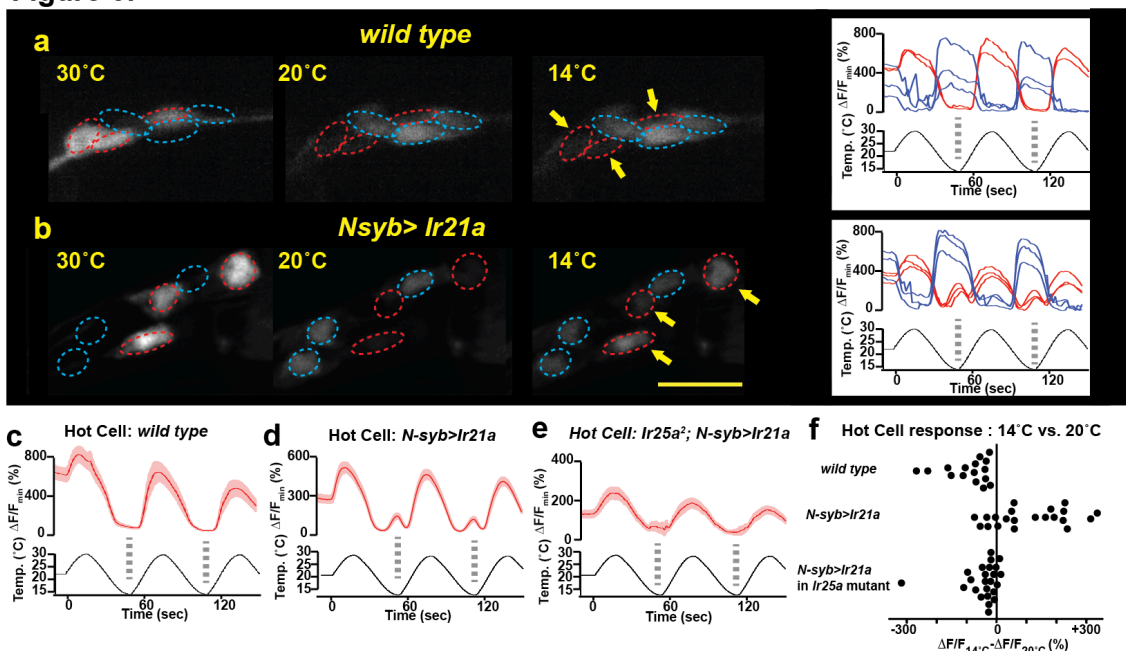 a
wild type
30˚C
20˚C
14˚C
800
400
0
ΔF/Fmin (%)
30
25
20
15
Temp. (˚C)
0 60 120
Time (sec)
b
Nsyb> Ir21a
30˚C
20˚C
14˚C
800
400
0
ΔF/Fmin (%)
30
25
20
15
Temp. (˚C)
0 60 120
Time (sec)
c
Hot Cell: wild type
800
400
0
ΔF/Fmin (%)
30
25
20
15
Temp. (˚C)
0 60 120
Time (sec)
d
Hot Cell: N-syb>Ir21a
600
300
0
ΔF/Fmin (%)
30
25
20
15
Temp. (˚C)
0 60 120
Time (sec)
e
Hot Cell: Ir25a²; N-syb>Ir21a
400
200
0
ΔF/Fmin (%)
30
25
20
15
Temp. (˚C)
0 60 120
Time (sec)
f
Hot Cell response : 14˚C vs. 20˚C
wild type
N-syb>Ir21a
N-syb>Ir21a
in Ir25a mutant
-300 0 +300
ΔF/F14˚C-ΔF/F20˚C (%)